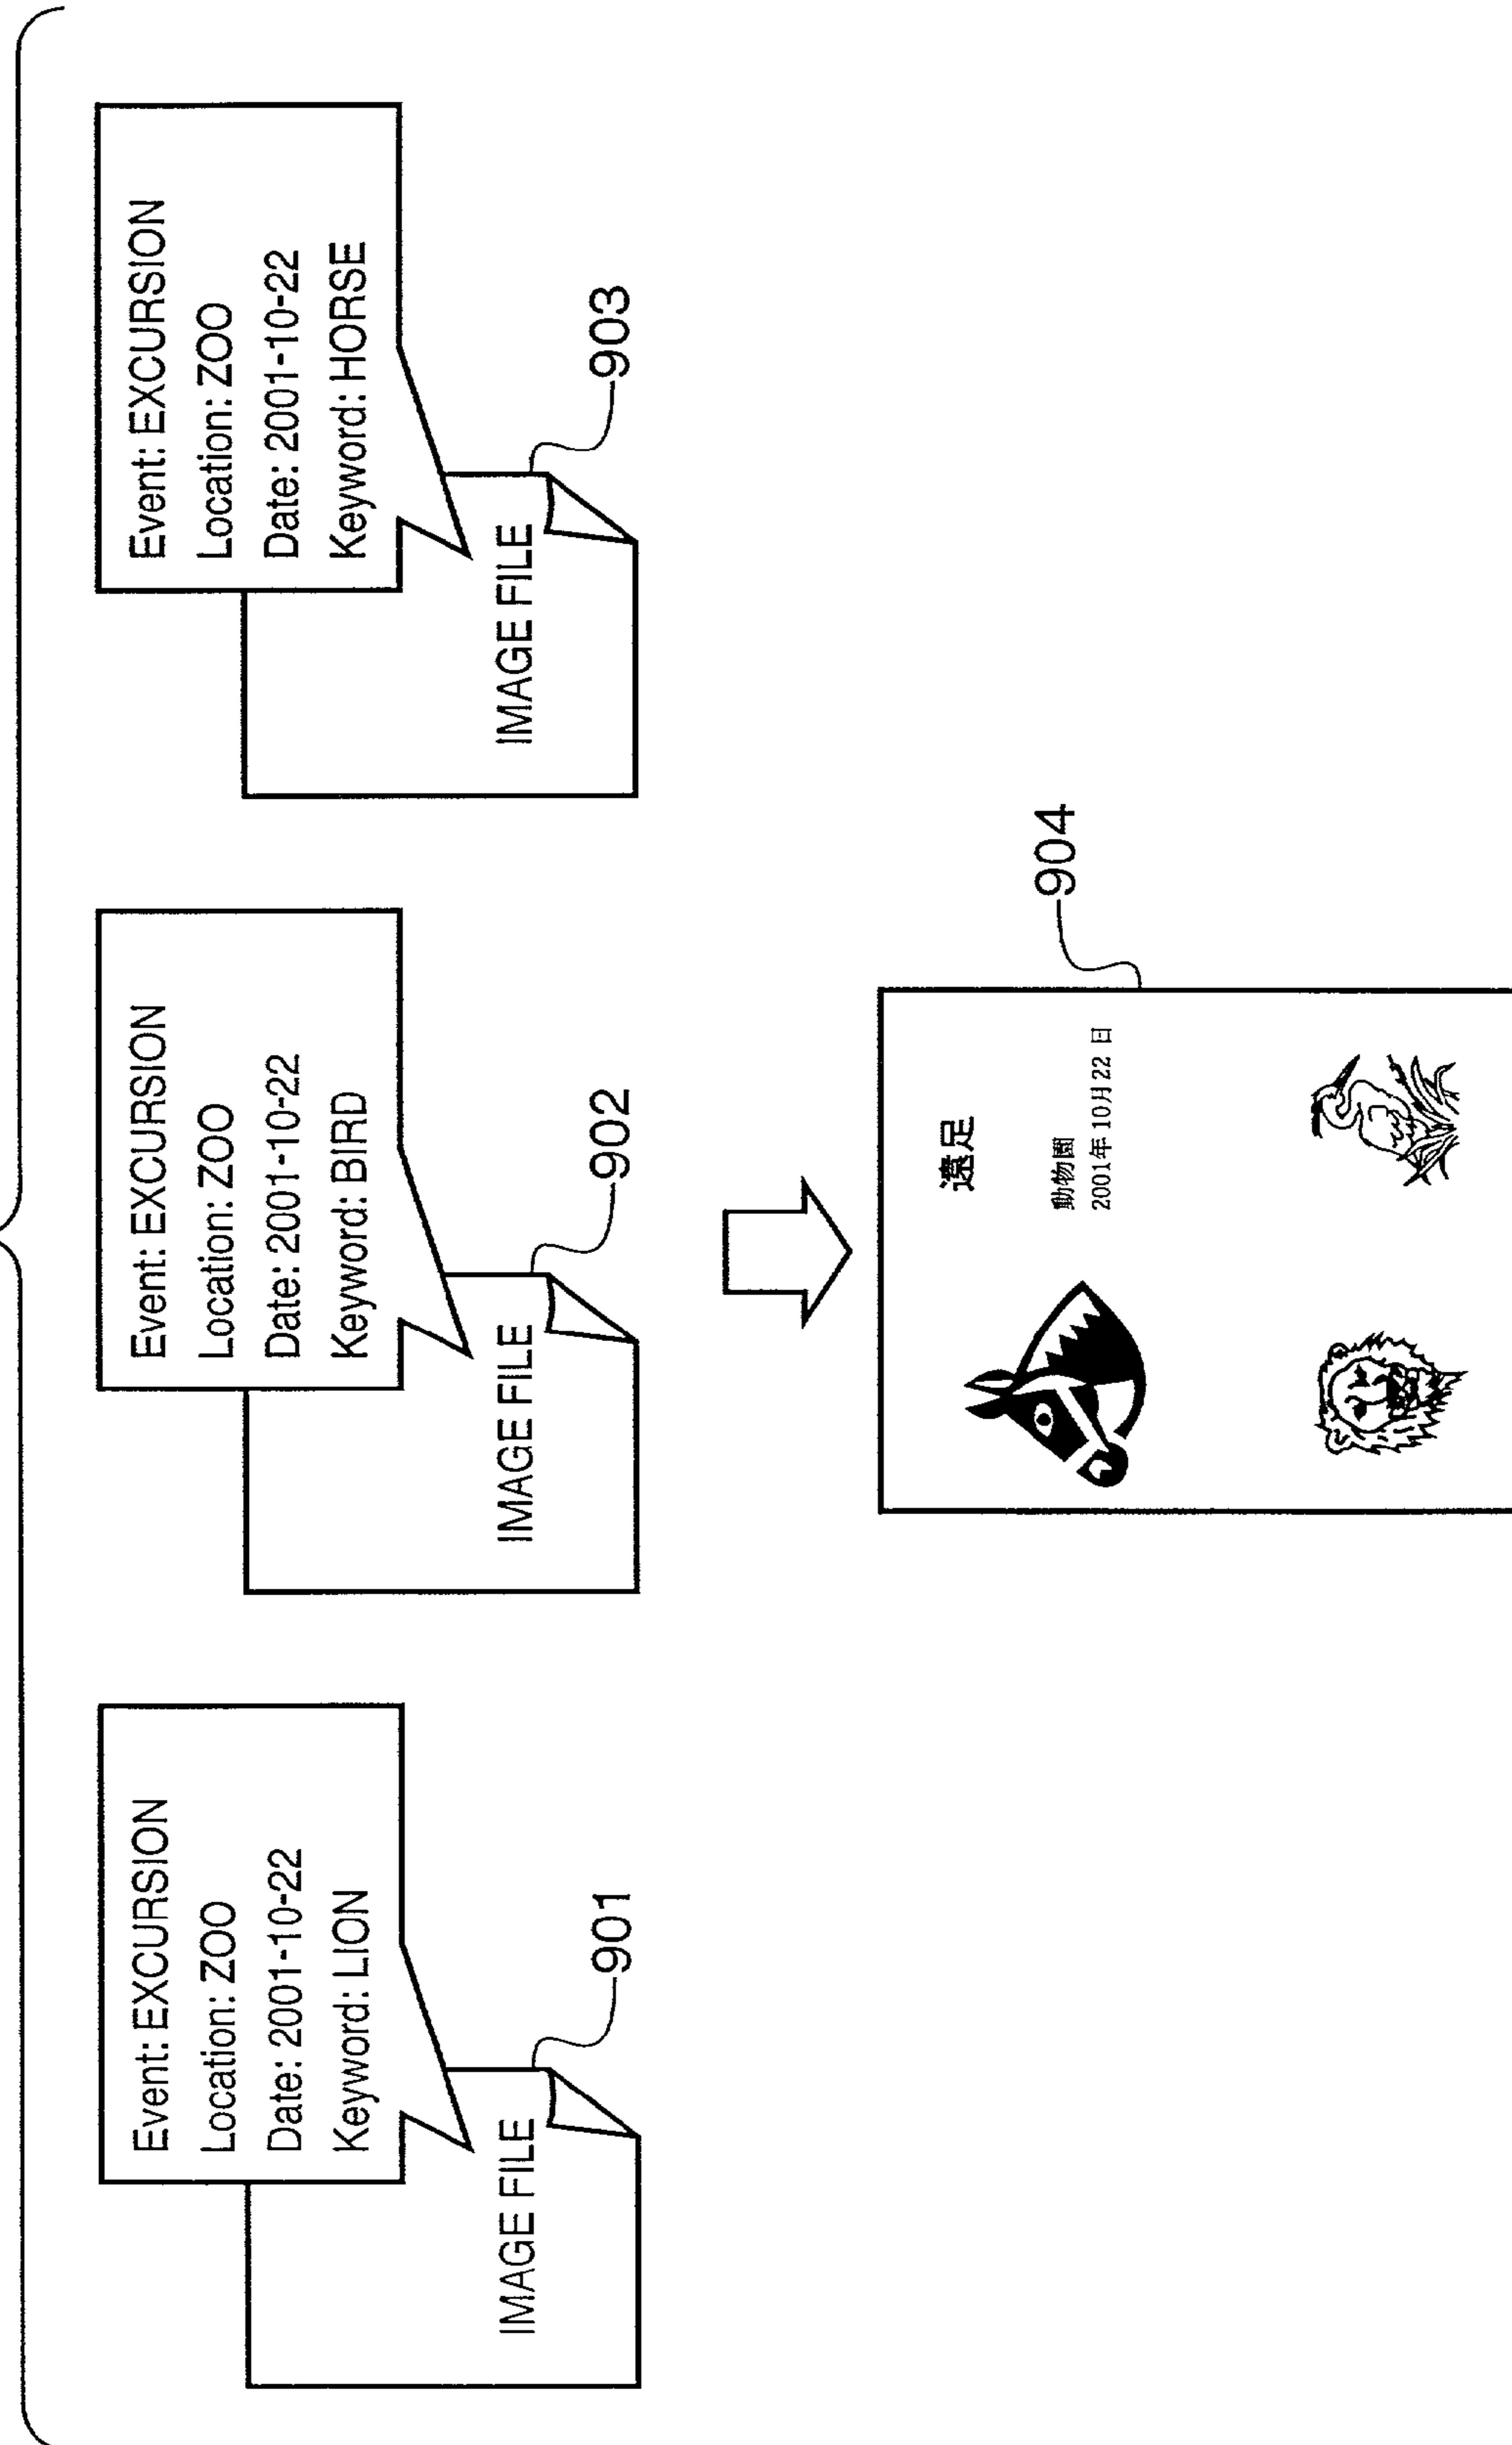 Event: EXCURSION
Location: ZOO
Date: 2001-10-22
Keyword: LION
IMAGE FILE
901
Event: EXCURSION
Location: ZOO
Date: 2001-10-22
Keyword: BIRD
IMAGE FILE
902
Event: EXCURSION
Location: ZOO
Date: 2001-10-22
Keyword: HORSE
IMAGE FILE
903
904
遠足
動物園
2001年 10月 22 日